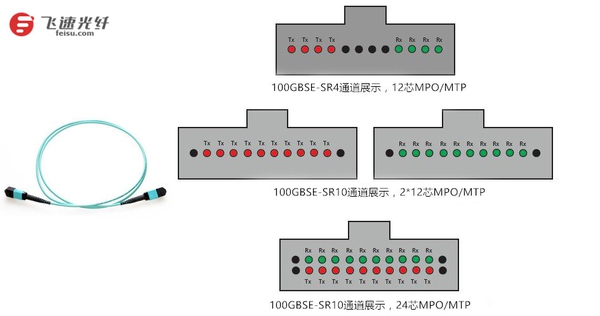 飞速光纤
feisu.com
Tx Tx Tx Tx Rx Rx Rx Rx
100GBSE-SR4通道展示，12芯MPO/MTP
Tx Tx Tx Tx Tx Tx Tx Tx Tx Tx
Rx Rx Rx Rx Rx Rx Rx Rx Rx Rx
100GBSE-SR10通道展示，2*12芯MPO/MTP
Rx Rx Rx Rx Rx Rx Rx Rx Rx Rx
Tx Tx Tx Tx Tx Tx Tx Tx Tx Tx
100GBSE-SR10通道展示，24芯MPO/MTP